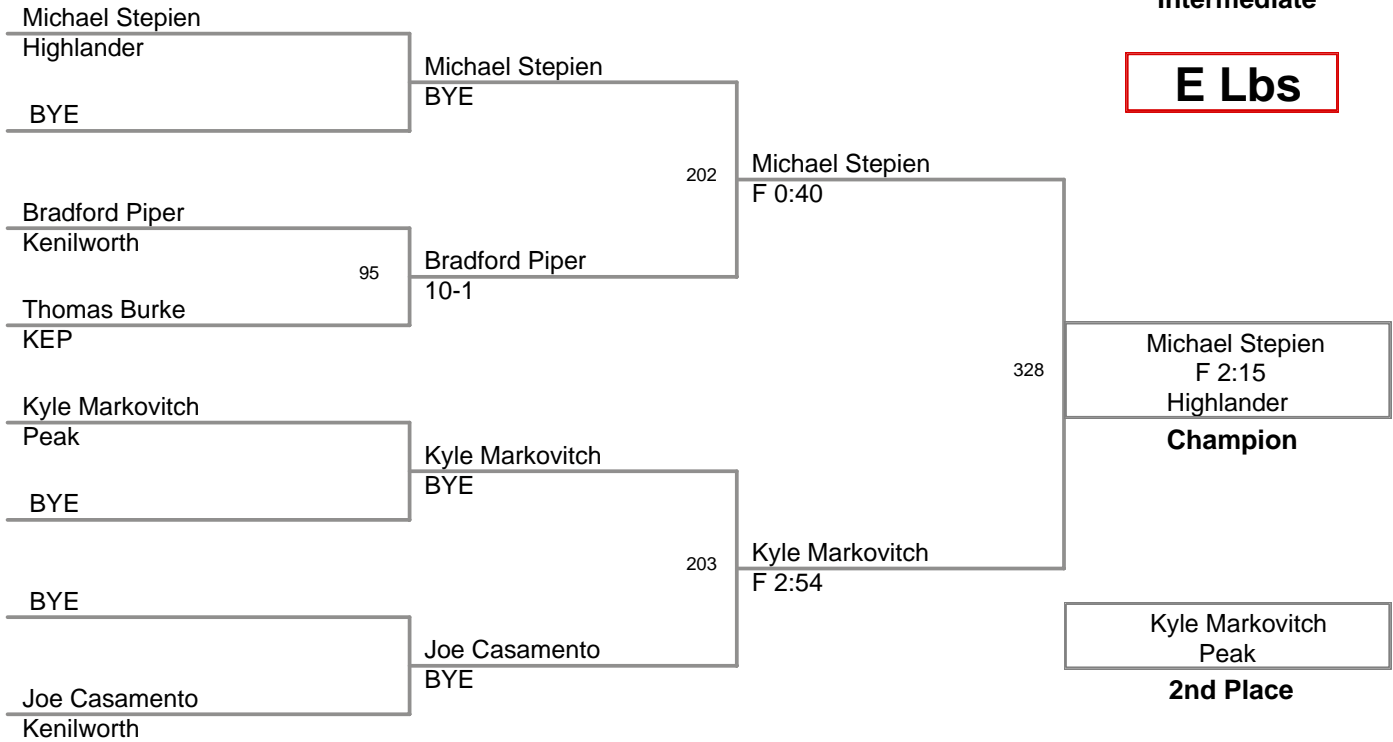 Intermediate
E Lbs
Michael Stepien
Highlander
BYE
Bradford Piper
Kenilworth
95
Thomas Burke
KEP
Kyle Markovitch
Peak
BYE
BYE
Joe Casamento
Kenilworth
Michael Stepien
BYE
202
Bradford Piper
10-1
Kyle Markovitch
BYE
203
Joe Casamento
BYE
Michael Stepien
F 0:40
328
Kyle Markovitch
F 2:54
Michael Stepien
F 2:15
Highlander
Champion
Kyle Markovitch
Peak
2nd Place